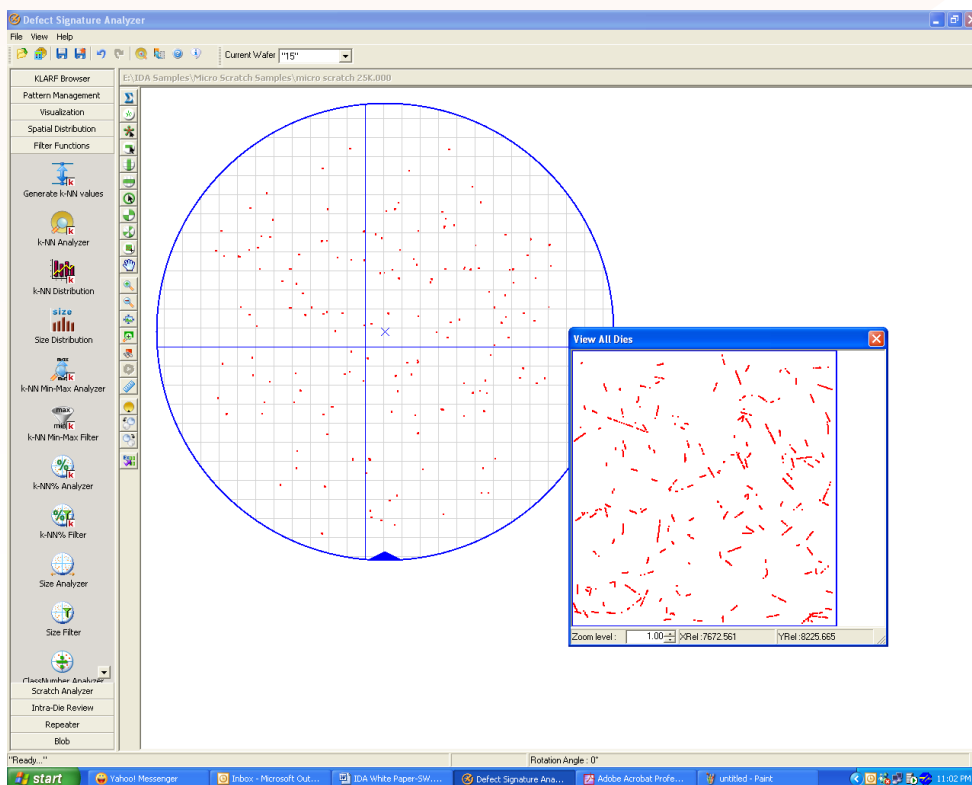 Defect Signature Analyzer
File View Help
Current Wafer "15"
KLARF Browser
E:\IDA Samples\Micro Scratch Samples\micro scratch 25K.000
Pattern Management
Visualization
Spatial Distribution
Filter Functions
Generate k-NN values
k-NN Analyzer
k-NN Distribution
size
Size Distribution
k-NN Min-Max Analyzer
max
k-NN Min-Max Filter
k-NN% Analyzer
k-NN% Filter
Size Analyzer
Size Filter
ClassNumber Analyzer
Scratch Analyzer
Intra-Die Review
Repeater
Blob
View All Dies
Zoom level : 1.00 XRel :7672.561 YRel :8225.665
"Ready..." Rotation Angle : 0°
start Yahoo! Messenger Inbox - Microsoft Out... IDA White Paper-SW.... Defect Signature Ana... Adobe Acrobat Profe... untitled - Paint 11:02 PM